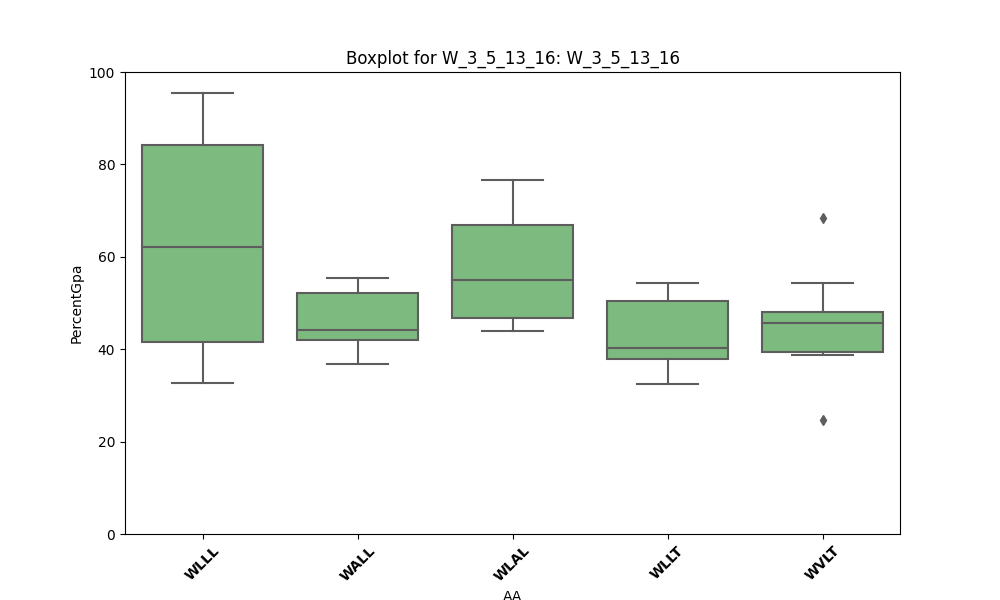 Boxplot for W_3_5_13_16: W_3_5_13_16
PercentGpa
100
80
60
40
20
0
WLLL
WALL
WLAL
WLLT
WVLT
AA